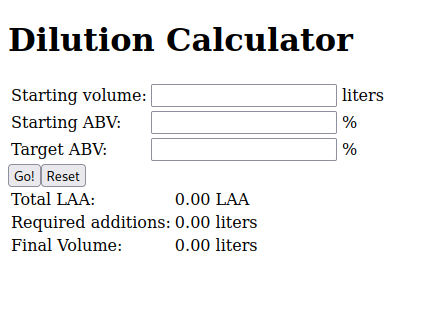 Dilution Calculator
Starting volume: liters
Starting ABV: %
Target ABV: %
Go! Reset
Total LAA: 0.00 LAA
Required additions: 0.00 liters
Final Volume: 0.00 liters